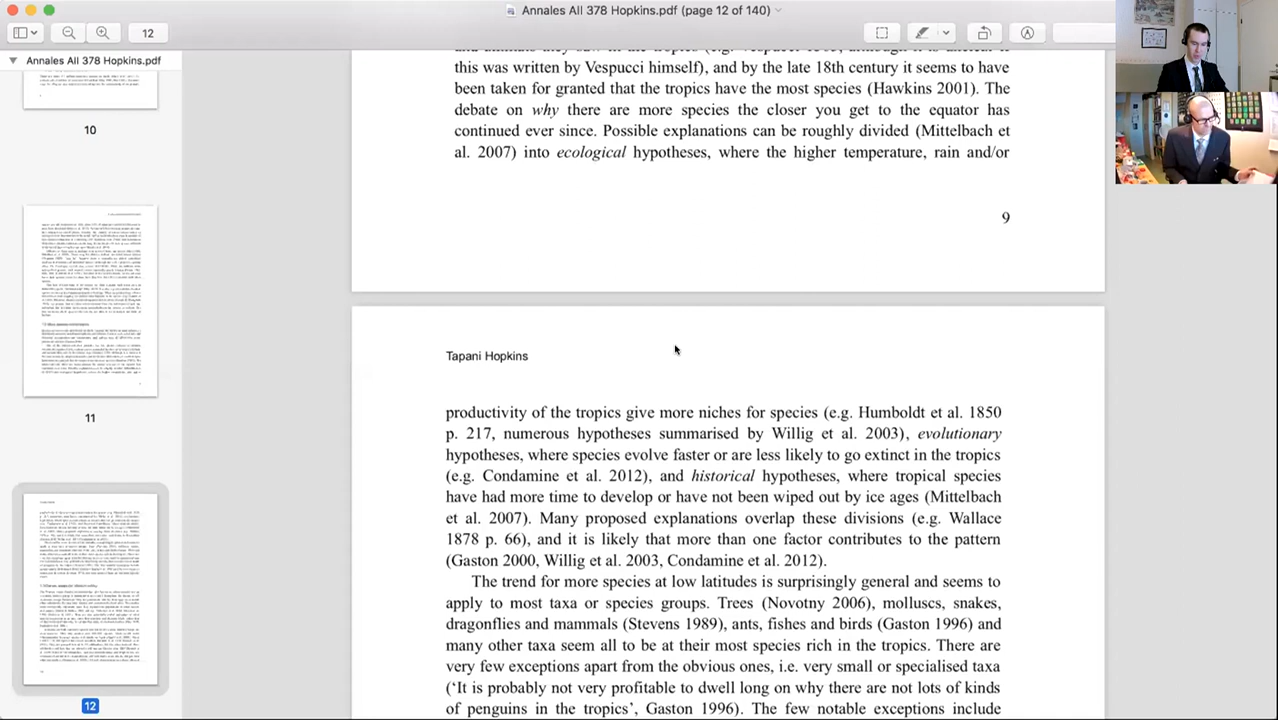 Annales All 378 Hopkins.pdf (page 12 of 140)
12
Annales All 378 Hopkins.pdf
10
11
12
this was written by Vespucci himself), and by the late 18th century it seems to have
been taken for granted that the tropics have the most species (Hawkins 2001). The
debate on why there are more species the closer you get to the equator has
continued ever since. Possible explanations can be roughly divided (Mittelbach et
al. 2007) into ecological hypotheses, where the higher temperature, rain and/or
9
Tapani Hopkins
productivity of the tropics give more niches for species (e.g. Humboldt et al. 1850
p. 217, numerous hypotheses summarised by Willig et al. 2003), evolutionary
hypotheses, where species evolve faster or are less likely to go extinct in the tropics
(e.g. Condamine et al. 2012), and historical hypotheses, where tropical species
have had more time to develop or have not been wiped out by ice ages (Mittelbach
et al. 2007). Many proposed explanations span these divisions (e.g. Wallace
1878 p. 65), and it is likely that more than one factor contributes to the pattern
(Gaston 2000, Willig et al. 2003, Condamine et al. 2012).
The trend for more species at low latitudes is surprisingly general and seems to
apply to most taxa or species groups. Trees 2006), molluscs, snakes,
dragonflies and mammals (Stevens 1989), ants birds (Gaston 1996) and
many others all seem all to be at their most species rich in the tropics. There are
very few exceptions apart from the obvious ones, i.e. very small or specialised taxa
('It is probably not very profitable to dwell long on why there are not lots of kinds
of penguins in the tropics', Gaston 1996). The few notable exceptions include